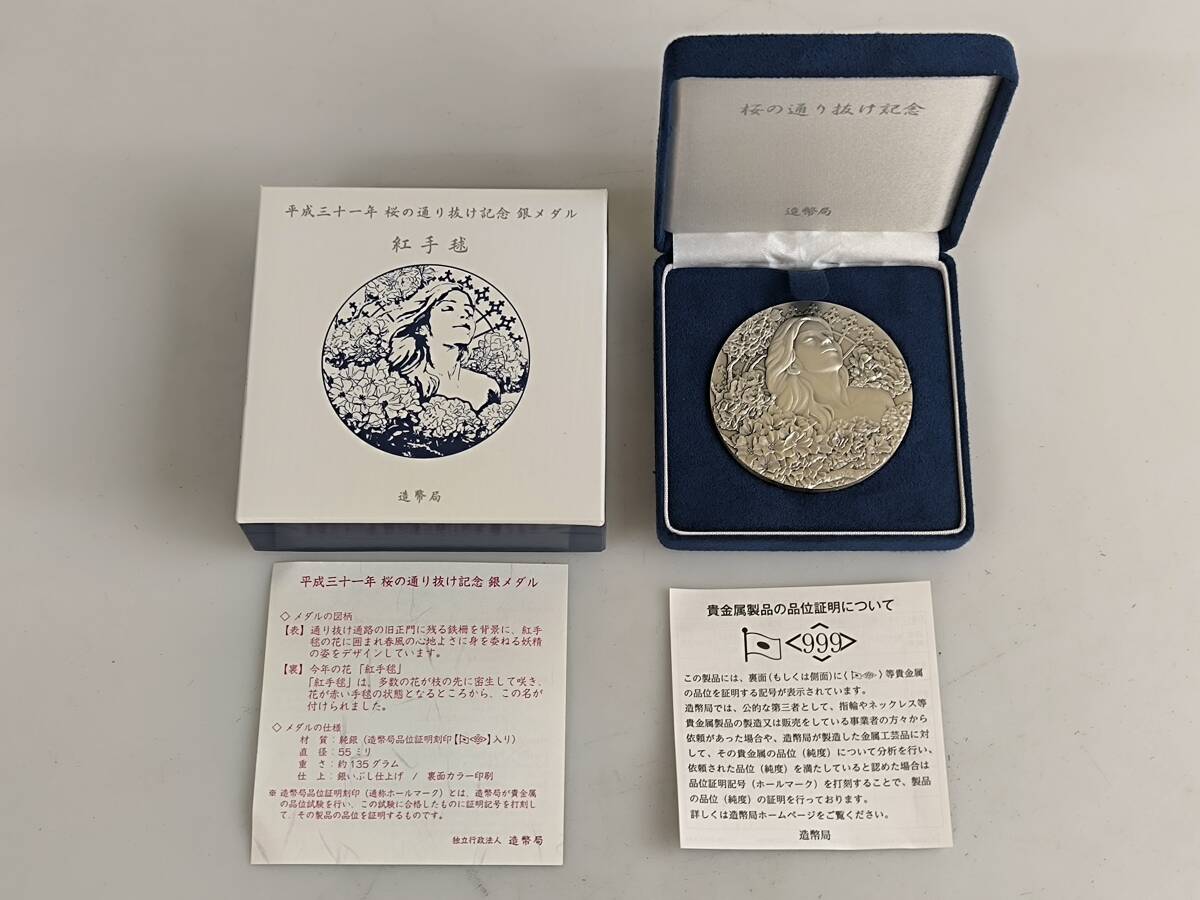 平成三十一年 桜の通り抜け記念 銀メダル
紅手毬
造幣局
桜の通り抜け記念
造幣局
平成三十一年 桜の通り抜け記念 銀メダル
◇メダルの図柄
【表】通り抜け通路の旧正門に残る鉄柵を背景に、紅手
毬の花に囲まれ春風の心地よさに身を委ねる妖精
の姿をデザインしています。
【裏】今年の花「紅手毬」
「紅手毬」は、多数の花が枝の先に密生して咲き、
花が赤い手毬の状態となるところから、この名が
付けられました。
◇メダルの仕様
材 質:純銀(造幣局品位証明刻印【999】入り)
直 径:55ミリ
重 さ:約135グラム
仕 上:銀いぶし仕上げ / 裏面カラー印刷
※ 造幣局品位証明刻印(通称ホールマーク)とは、造幣局が貴金属
の品位試験を行い、この試験に合格したものに証明記号を打刻し
て、その製品の品位を証明するものです。
独立行政法人 造幣局
貴金属製品の品位証明について
999
この製品には、裏面(もしくは側面)に( )等貴金属
の品位を証明する記号が表示されています。
造幣局では、公的な第三者として、指輪やネックレス等
貴金属製品の製造又は販売をしている事業者の方々から
依頼があった場合や、造幣局が製造した金属工芸品に対
して、その貴金属の品位(純度)について分析を行い、
依頼された品位(純度)を満たしていると認めた場合は
品位証明記号(ホールマーク)を打刻することで、製品
の品位(純度)の証明を行っております。
詳しくは造幣局ホームページをご覧ください。
造幣局